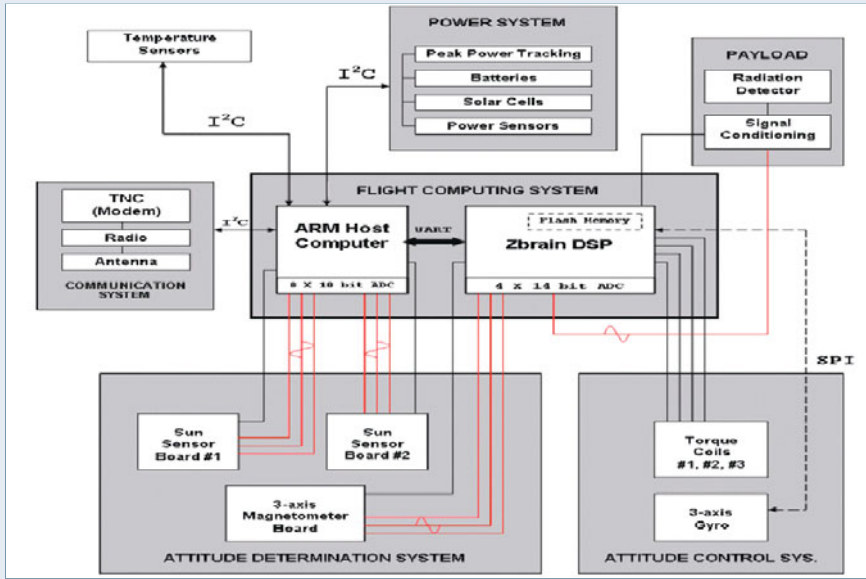 POWER SYSTEM
Peak Power Tracking
Batteries
Solar Cells
Power Sensors
Temperature
Sensors
I²C
I²C
PAYLOAD
Radiation
Detector
Signal
Conditioning
FLIGHT COMPUTING SYSTEM
ARM Host
Computer
8 X 10 bit ADC
UART
Flash Memory
Zbrain DSP
4 X 14 bit ADC
TNC
(Modem)
Radio
Antenna
COMMUNICATION
SYSTEM
I²C
SPI
Sun
Sensor
Board #1
Sun
Sensor
Board #2
3-axis
Magnetometer
Board
ATTITUDE DETERMINATION SYSTEM
Torque
Coils
#1, #2, #3
3-axis
Gyro
ATTITUDE CONTROL SYS.